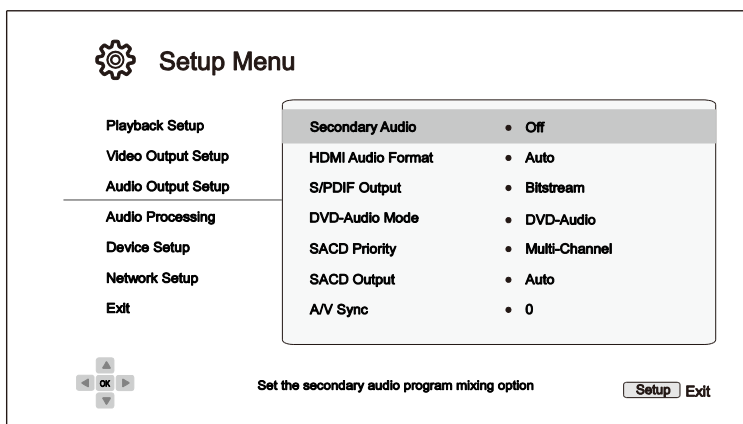 Setup Menu
Playback Setup
Video Output Setup
Audio Output Setup
Audio Processing
Device Setup
Network Setup
Exit
Secondary Audio • Off
HDMI Audio Format • Auto
S/PDIF Output • Bitstream
DVD-Audio Mode • DVD-Audio
SACD Priority • Multi-Channel
SACD Output • Auto
A/V Sync • 0
OK
Set the secondary audio program mixing option
Setup Exit